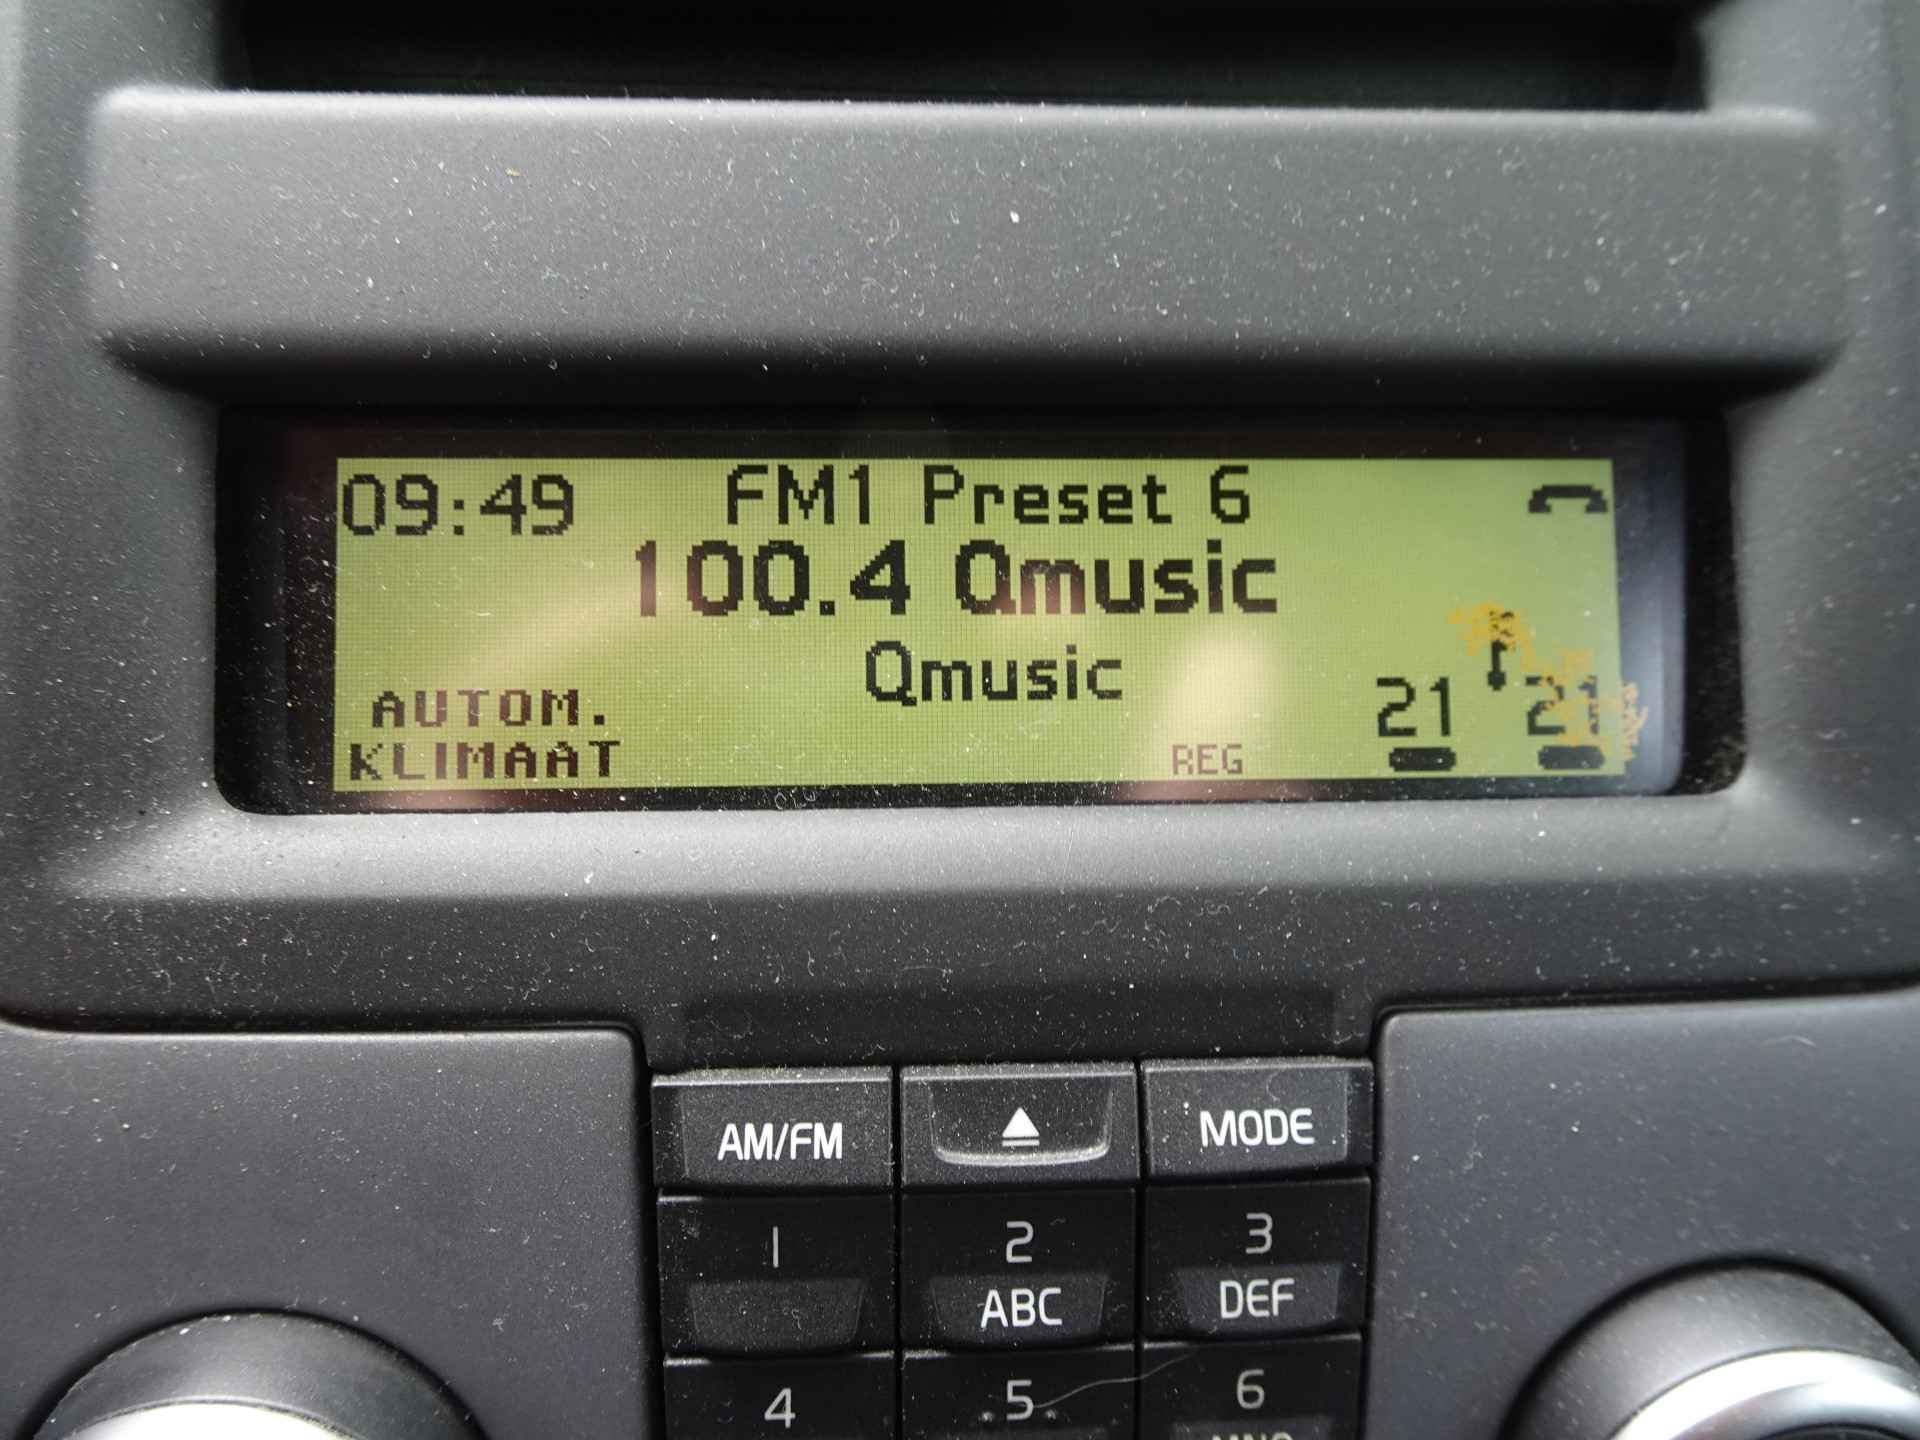 09:49 FM1 Preset 6
100.4 Qmusic
Qmusic
AUTOM.
KLIMAAT
REG
21 21
AM/FM MODE
1 2 3
ABC DEF
4 5 6
MNO